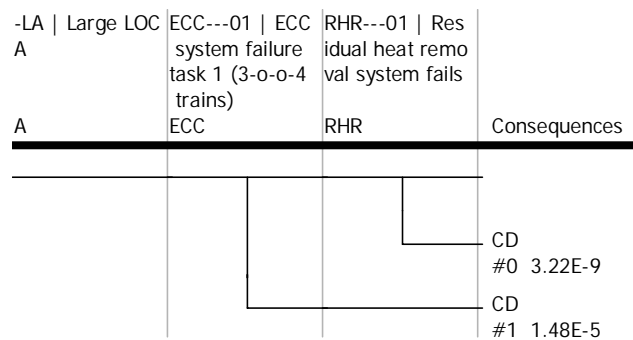 -LA | Large LOC
A
A
ECC---01 | ECC
system failure
task 1 (3-o-o-4
trains)
ECC
RHR---01 | Res
idual heat remo
val system fails
RHR
Consequences
CD
#0 3.22E-9
CD
#1 1.48E-5